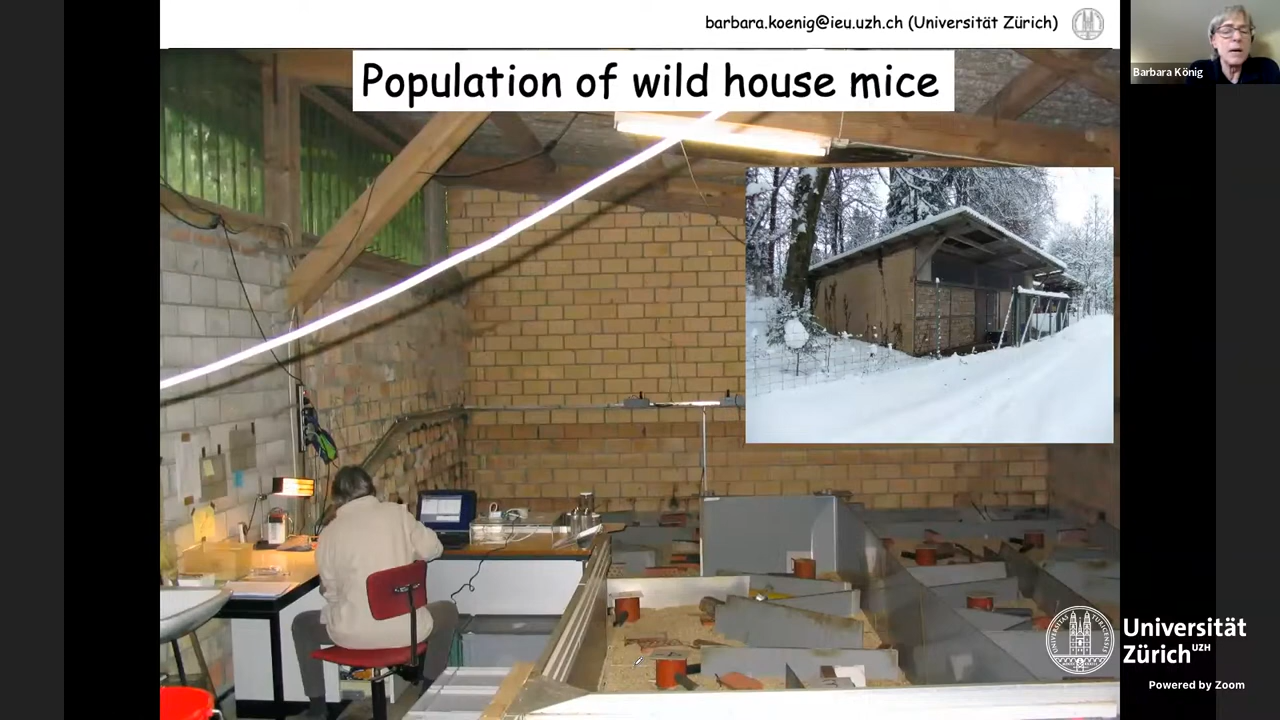 barbara.koenig@ieu.uzh.ch (Universität Zürich)
Barbara König
Population of wild house mice
Universität
Zürich UZH
Powered by Zoom